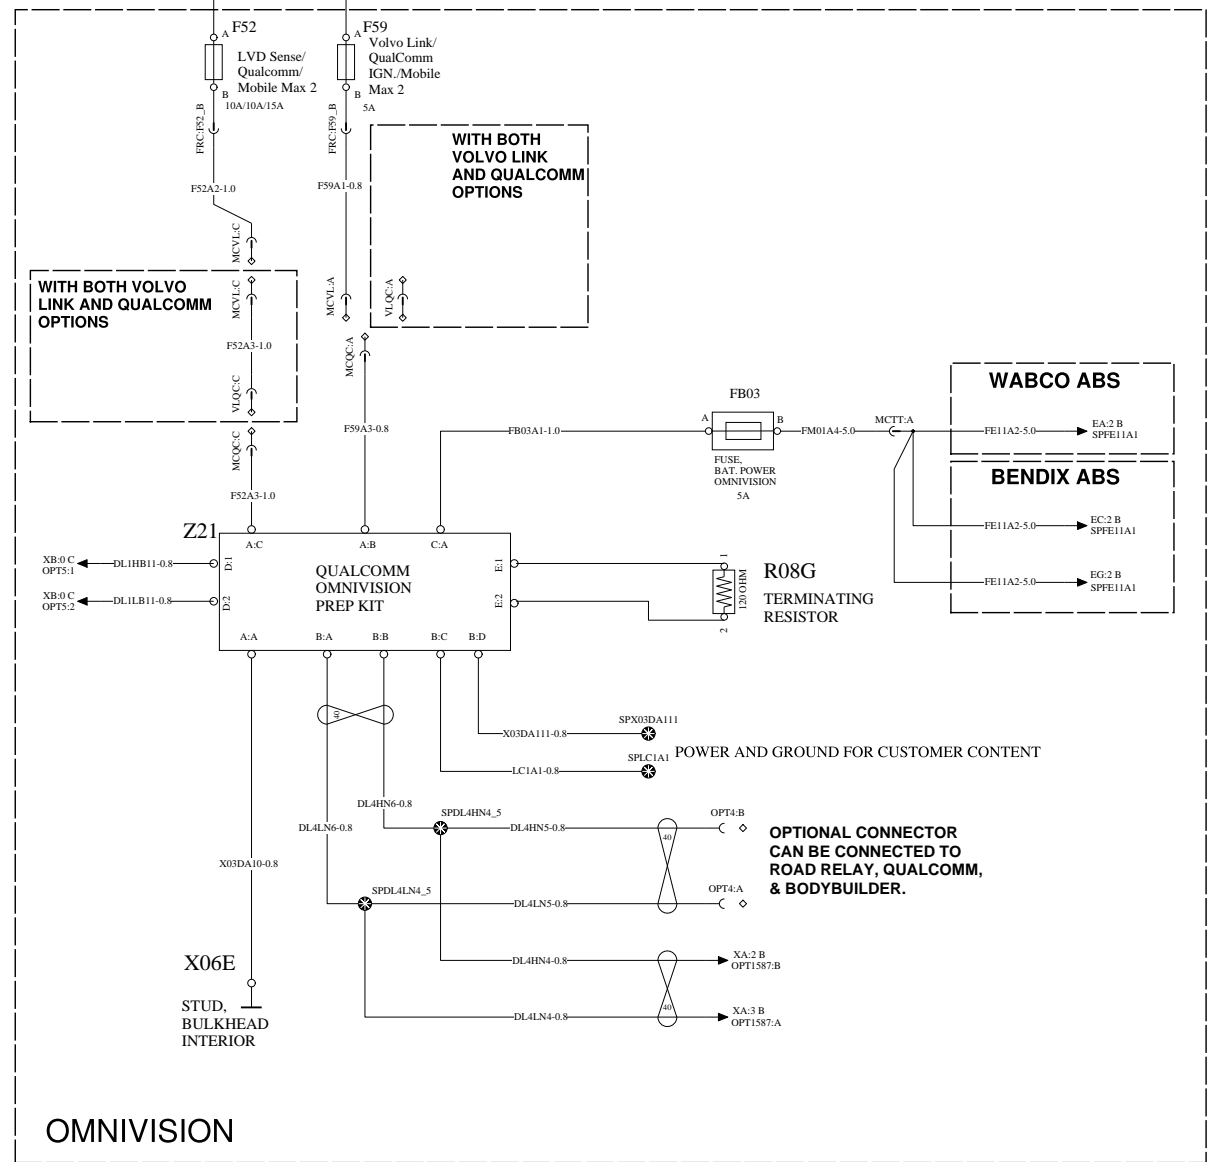 A
F52
LVD Sense/
Qualcomm/
Mobile Max 2
B
10A/10A/15A
FRC:F52_B
F52A2-1.0
MCVL:C
A
F59
Volvo Link/
QualComm
IGN./Mobile
Max 2
B
5A
FRC:F59_B
F59A1-0.8
MCVL:A
WITH BOTH
VOLVO LINK
AND QUALCOMM
OPTIONS
VLQC:A
WITH BOTH VOLVO
LINK AND QUALCOMM
OPTIONS
MCVL:C
F52A3-1.0
VLQC:C
MCQC:C
F52A3-1.0
MCQC:A
F59A3-0.8
FB03A1-1.0
FB03
A
B
FUSE,
BAT. POWER
OMNIVISION
5A
FM01A4-5.0
MCTT:A
WABCO ABS
FE11A2-5.0
EA:2 B
SPFE11A1
BENDIX ABS
FE11A2-5.0
EC:2 B
SPFE11A1
FE11A2-5.0
EG:2 B
SPFE11A1
Z21
A:C
A:B
C:A
QUALCOMM
OMNIVISION
PREP KIT
D:1
D:2
E:1
E:2
A:A
B:A
B:B
B:C
B:D
XB:0 C
OPT5:1
DL1HB11-0.8
XB:0 C
OPT5:2
DL1LB11-0.8
1
120 OHM
2
R08G
TERMINATING
RESISTOR
40
X03DA111-0.8
SPX03DA111
LC1A1-0.8
SPLC1A1
POWER AND GROUND FOR CUSTOMER CONTENT
DL4HN6-0.8
DL4LN6-0.8
SPDL4HN4_5
DL4HN5-0.8
40
OPT4:B
SPDL4LN4_5
DL4LN5-0.8
OPT4:A
OPTIONAL CONNECTOR
CAN BE CONNECTED TO
ROAD RELAY, QUALCOMM,
& BODYBUILDER.
X03DA10-0.8
DL4HN4-0.8
XA:2 B
OPT1587:B
40
DL4LN4-0.8
XA:3 B
OPT1587:A
X06E
STUD,
BULKHEAD
INTERIOR
OMNIVISION